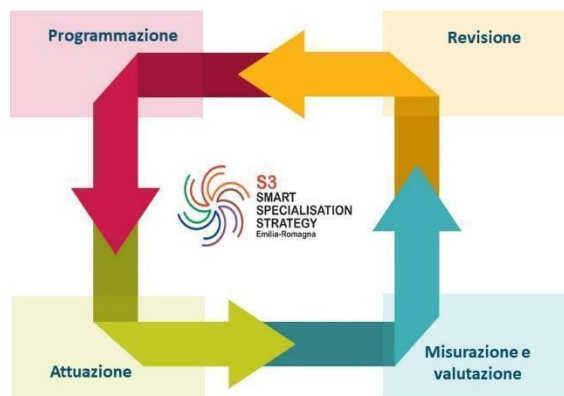 Programmazione
Revisione
S3
SMART
SPECIALISATION
STRATEGY
Emilia-Romagna
Attuazione
Misurazione e
valutazione